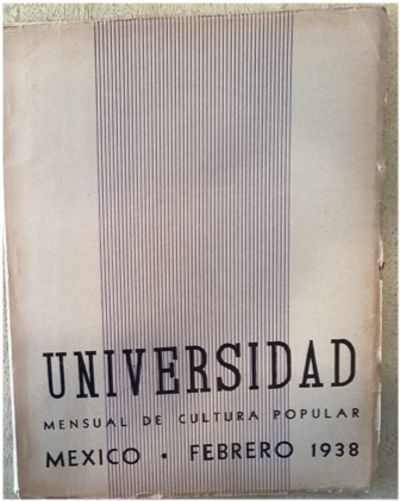 UNIVERSIDAD
MENSUAL DE CULTURA POPULAR
MEXICO • FEBRERO 1938